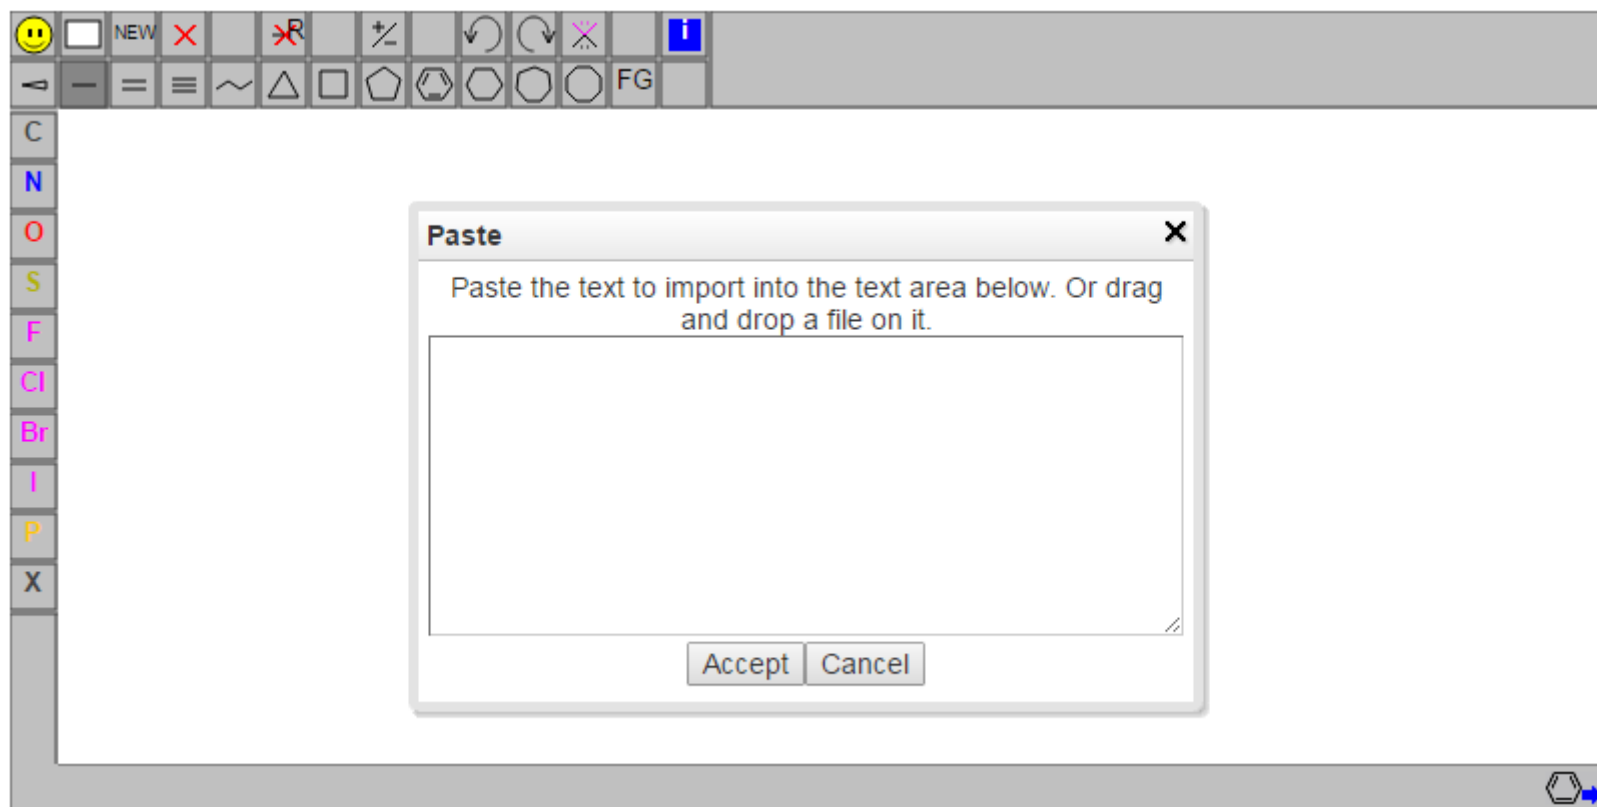 NEW R +/- i
FG
C
N
O
S
F
Cl
Br
I
P
X
Paste
Paste the text to import into the text area below. Or drag
and drop a file on it.
Accept Cancel